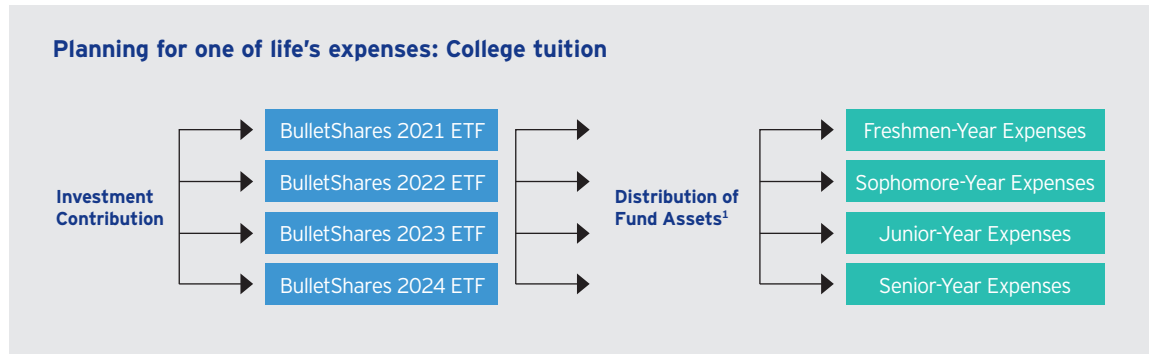 Planning for one of life's expenses: College tuition
BulletShares 2021 ETF
BulletShares 2022 ETF
BulletShares 2023 ETF
BulletShares 2024 ETF
Investment
Contribution
Distribution of
Fund Assets¹
Freshmen-Year Expenses
Sophomore-Year Expenses
Junior-Year Expenses
Senior-Year Expenses